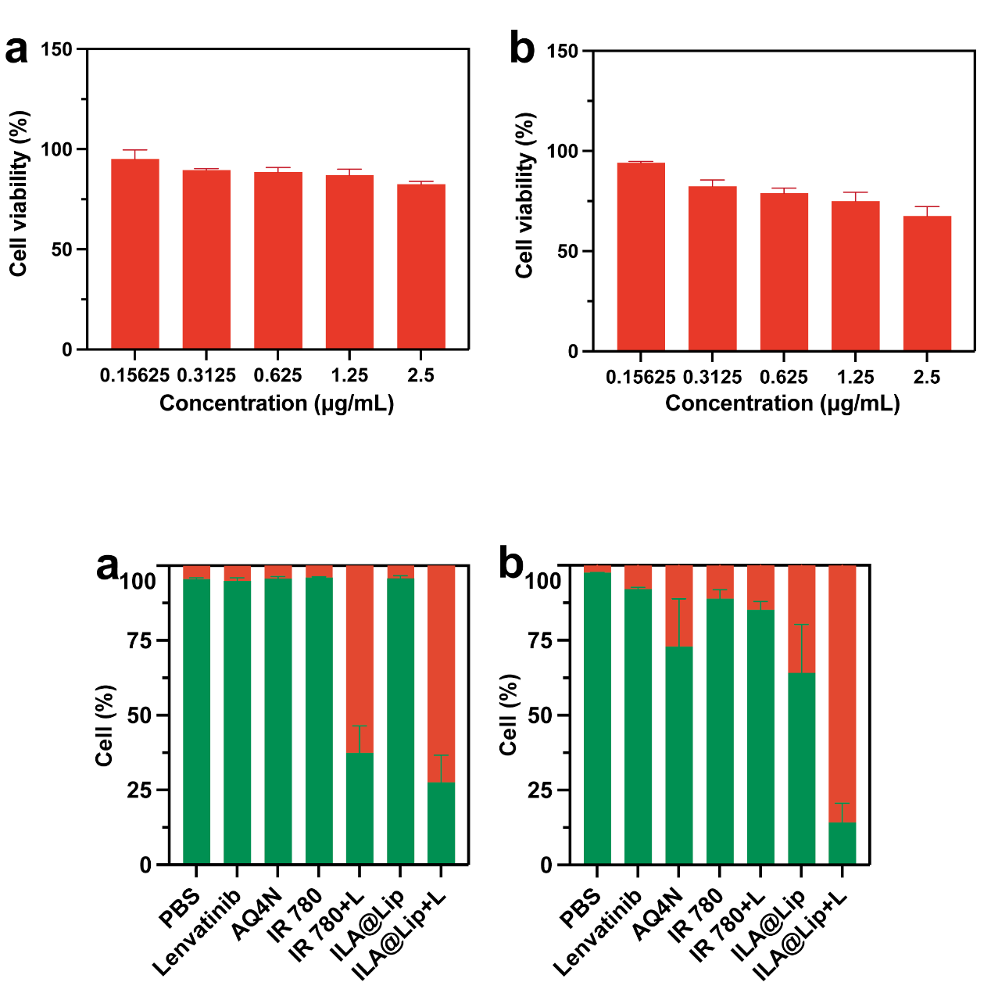 a
150
100
50
0
Cell viability (%)
0.15625 0.3125 0.625 1.25 2.5
Concentration (μg/mL)
b
150
100
50
0
Cell viability (%)
0.15625 0.3125 0.625 1.25 2.5
Concentration (μg/mL)
a
100
75
50
25
0
Cell (%)
PBS
Lenvatinib
AQ4N
IR 780
IR 780+L
ILA@Lip
ILA@Lip+L
b
100
75
50
25
0
Cell (%)
PBS
Lenvatinib
AQ4N
IR 780
IR 780+L
ILA@Lip
ILA@Lip+L